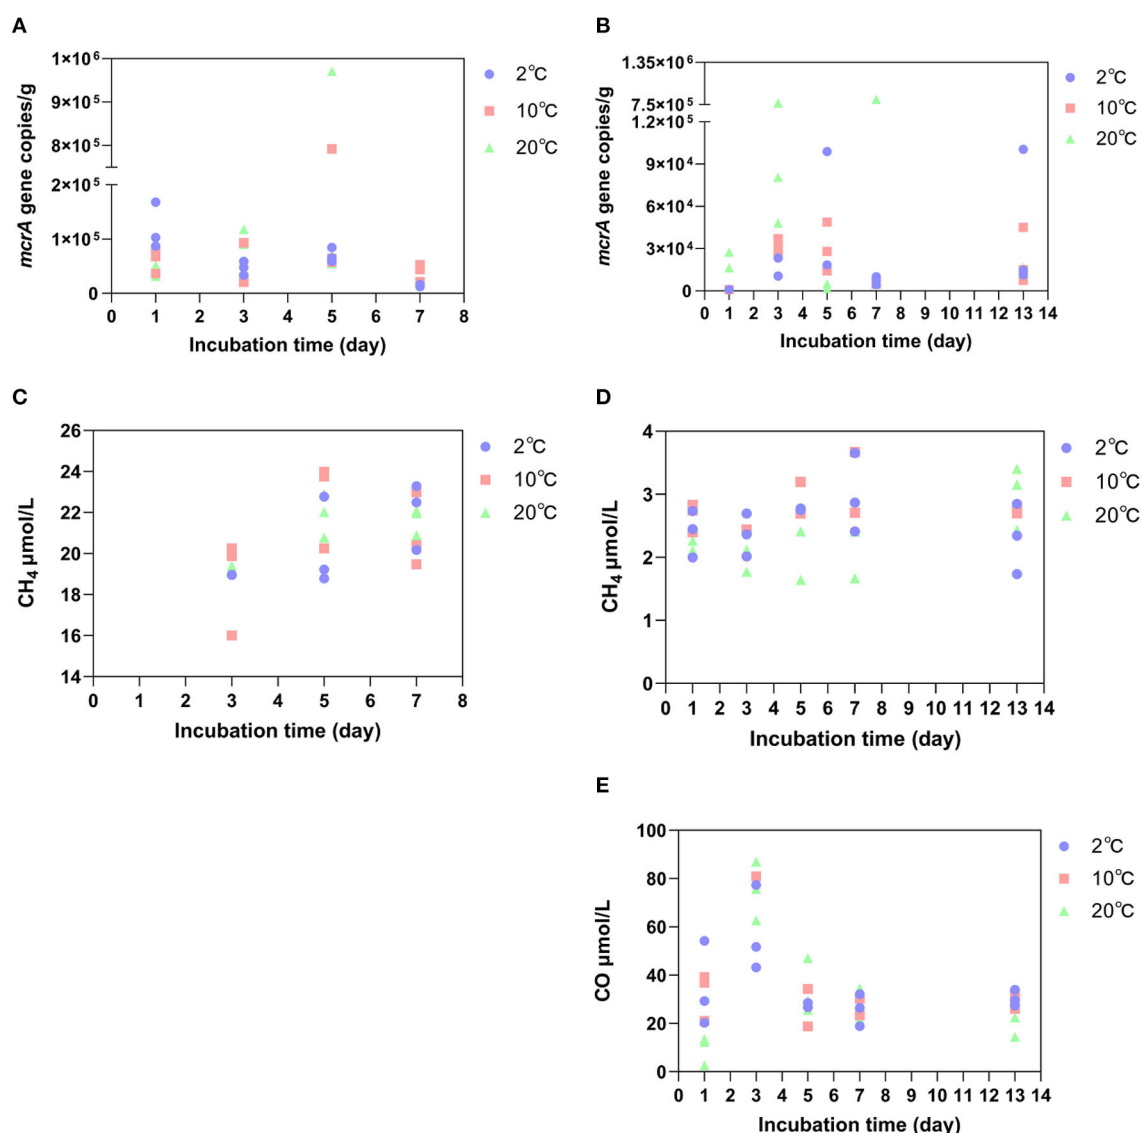 A
mcrA gene copies/g
1×10⁶
9×10⁵
8×10⁵
2×10⁵
1×10⁵
0
0 1 2 3 4 5 6 7 8
Incubation time (day)
2°C
10°C
20°C
B
mcrA gene copies/g
1.35×10⁶
7.5×10⁵
1.2×10⁵
9×10⁴
6×10⁴
3×10⁴
0
0 1 2 3 4 5 6 7 8 9 10 11 12 13 14
Incubation time (day)
2°C
10°C
20°C
C
CH₄ μmol/L
26
24
22
20
18
16
14
0 1 2 3 4 5 6 7 8
Incubation time (day)
2°C
10°C
20°C
D
CH₄ μmol/L
4
3
2
1
0
0 1 2 3 4 5 6 7 8 9 10 11 12 13 14
Incubation time (day)
2°C
10°C
20°C
E
CO μmol/L
100
80
60
40
20
0
0 1 2 3 4 5 6 7 8 9 10 11 12 13 14
Incubation time (day)
2°C
10°C
20°C